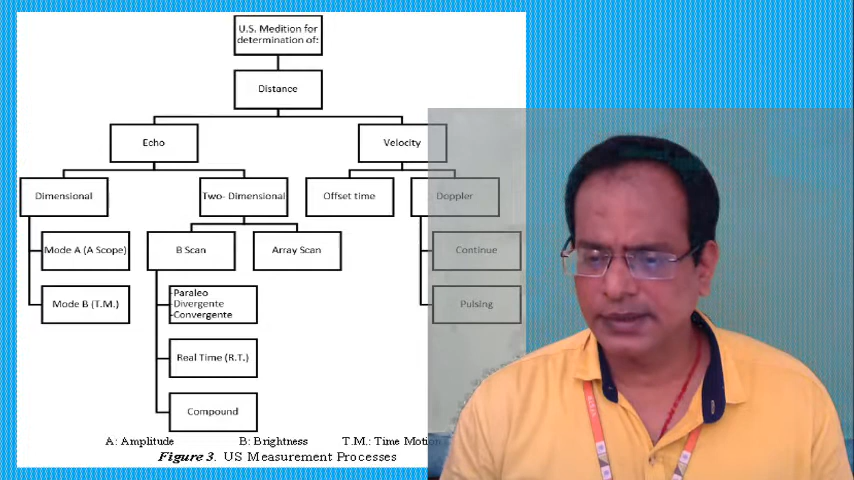 U.S. Medition for
determination of:
Distance
Echo
Velocity
Dimensional
Two- Dimensional
Offset time
Doppler
Mode A (A Scope)
B Scan
Array Scan
Continue
Mode B (T.M.)
Paraleo
Divergente
Convergente
Pulsing
Real Time (R.T.)
Compound
A: Amplitude B: Brightness T.M.: Time Motion
Figure 3. US Measurement Processes